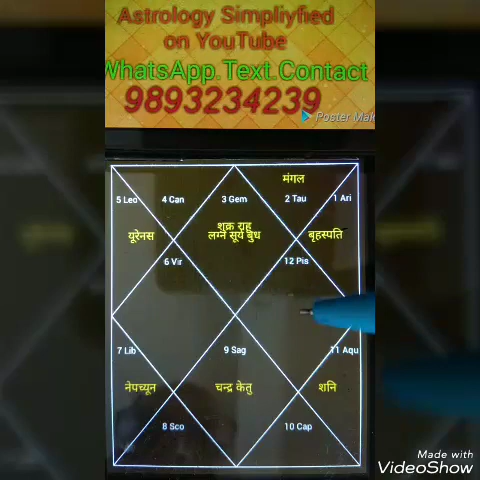 Astrology Simpliyfied
on YouTube
WhatsApp.Text.Contact
9893234239
Poster Mak
मंगल
5 Leo
4 Can
3 Gem
2 Tau
1 Ari
शुक्र राहू
यूरेनस
लग्न सूर्य बुध
बृहस्पति
6 Vir
12 Pis
7 Lib
9 Sag
11 Aqu
नेपच्यून
चन्द्र केतु
शनि
8 Sco
10 Cap
Made with
VideoShow